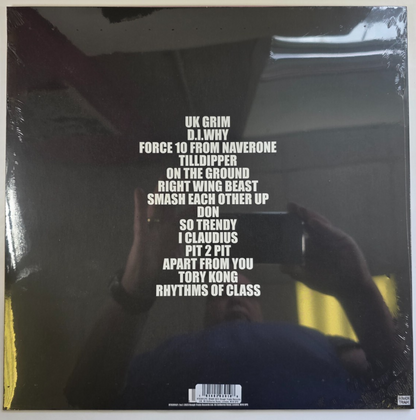 UK GRIM
D.I.WHY
FORCE 10 FROM NAVERONE
TILLDIPPER
ON THE GROUND
RIGHT WING BEAST
SMASH EACH OTHER UP
DON
SO TRENDY
I CLAUDIUS
PIT 2 PIT
APART FROM YOU
TORY KONG
RHYTHMS OF CLASS